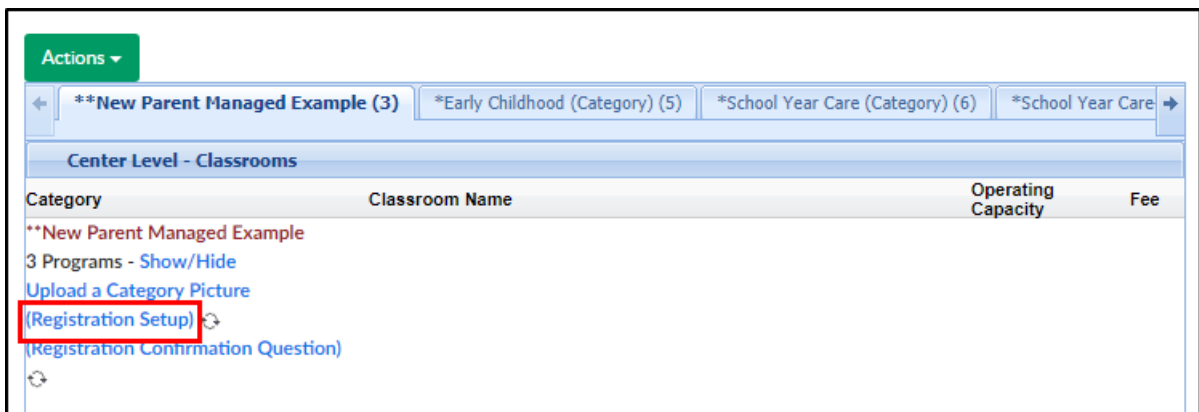 Actions
**New Parent Managed Example (3) *Early Childhood (Category) (5) *School Year Care (Category) (6) *School Year Care
Center Level - Classrooms
Category Classroom Name Operating Capacity Fee
**New Parent Managed Example
3 Programs - Show/Hide
Upload a Category Picture
(Registration Setup)
(Registration Confirmation Question)